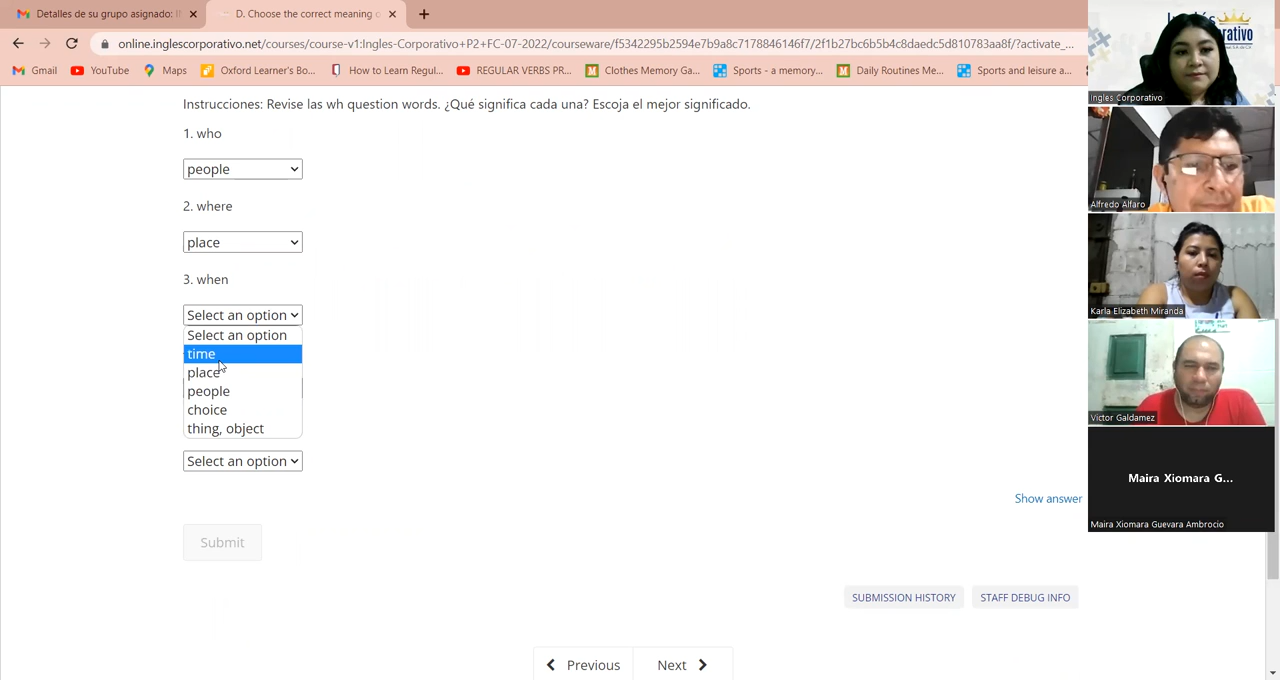 Detalles de su grupo asignado: I
D. Choose the correct meaning o
online.inglescorporativo.net/courses/course-v1:Ingles-Corporativo+P2+FC-07-2022/courseware/f5342295b2594e7b9a8c7178846146f7/2f1b27bc6b5b4c8daedc5d810783aa8f/?activate_...
Gmail
YouTube
Maps
Oxford Learner's Bo...
How to Learn Regul...
REGULAR VERBS PR...
Clothes Memory Ga...
Sports - a memory...
Daily Routines Me...
Sports and leisure a...
Instrucciones: Revise las wh question
Qué significa cada una? Escoja el mejor significado.
1. who
people
2. where
place
3. when
Select an option
Select an option
time
place
people
choice
thing, object
Select an option
Show answer
Submit
SUBMISSION HISTORY
STAFF DEBUG INFO
Previous
Next
Ingles Corporativo
Alfredo Alfaro
Karla Elizabeth Miranda
Victor Galdamez
Maira Xiomara G...
Maira Xiomara Guevara Ambrocio